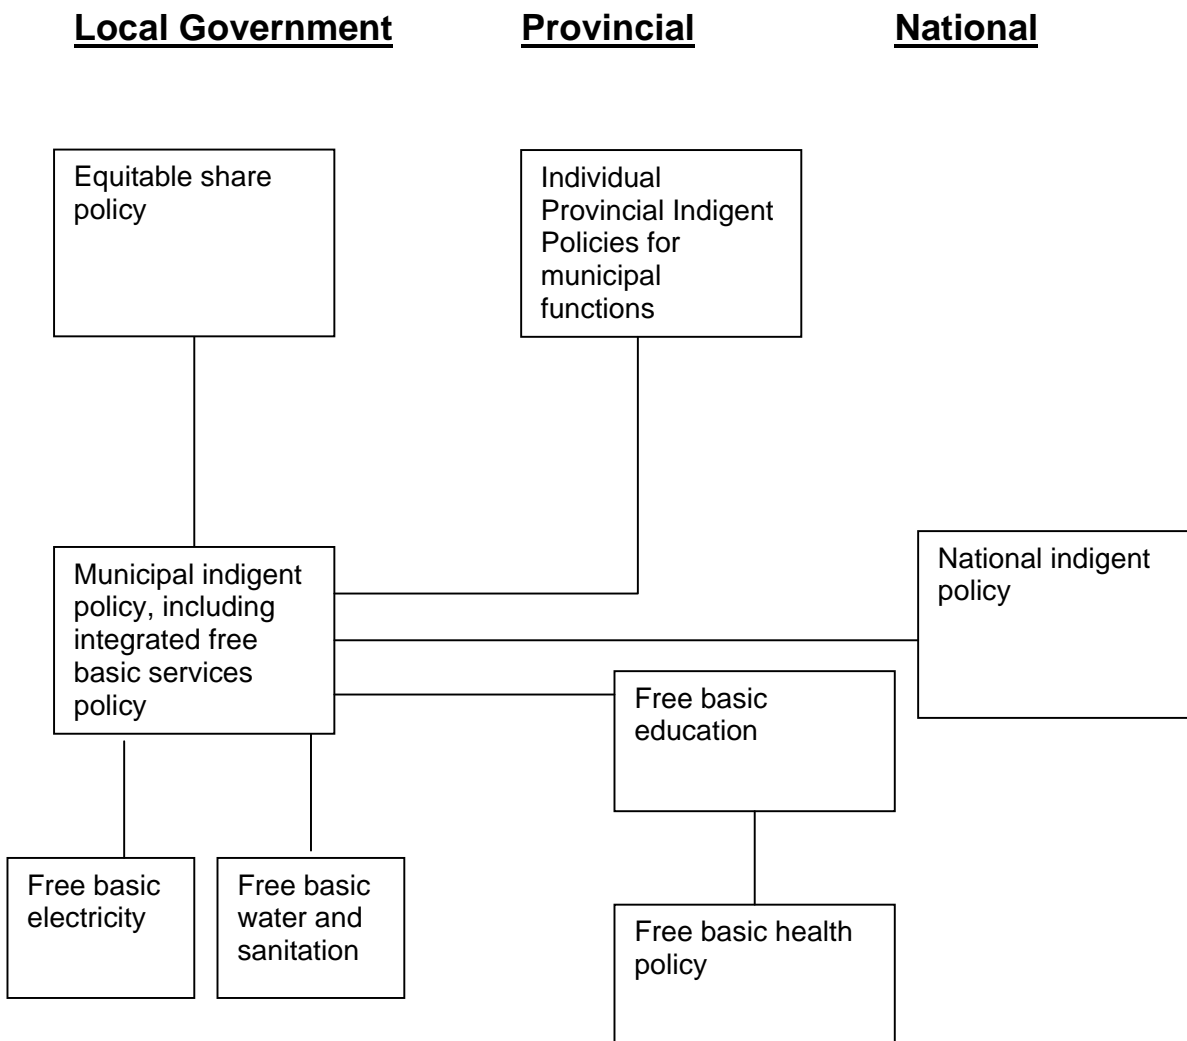 Local Government Provincial National
Equitable share
policy
Individual
Provincial Indigent
Policies for
municipal
functions
Municipal indigent
policy, including
integrated free
basic services
policy
National indigent
policy
Free basic
education
Free basic
electricity
Free basic
water and
sanitation
Free basic health
policy